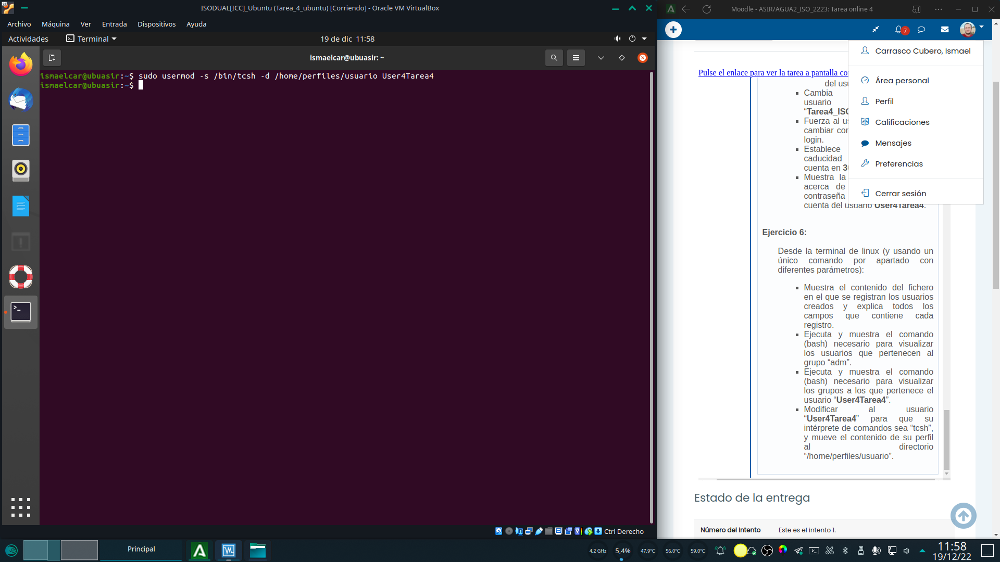 ISODUAL[ICC]_Ubuntu (Tarea_4_ubuntu) [Corriendo] - Oracle VM VirtualBox
Archivo Máquina Ver Entrada Dispositivos Ayuda
Actividades Terminal 19 de dic 11:58
ismaelcar@ubuasir: ~
ismaelcar@ubuasir:~$ sudo usermod -s /bin/tcsh -d /home/perfiles/usuario User4Tarea4
ismaelcar@ubuasir:~$
Ctrl Derecho
Moodle - ASIR/AGUA2_ISO_2223: Tarea online 4
7
Carrasco Cubero, Ismael
Área personal
Perfil
Calificaciones
Mensajes
Preferencias
Cerrar sesión
Pulse el enlace para ver la tarea a pantalla
Cambia
usuario
Fuerza al
cambiar
login.
Establece
caducidad
cuenta en
Muestra la
acerca de
contraseña
cuenta del usuario User4Tarea4.
Ejercicio 6:
Desde la terminal de linux (y usando un
único comando por apartado con
diferentes parámetros):
Muestra el contenido del fichero
en el que se registran los usuarios
creados y explica todos los
campos que contiene cada
registro.
Ejecuta y muestra el comando
(bash) necesario para visualizar
los usuarios que pertenecen al
grupo “adm”.
Ejecuta y muestra el comando
(bash) necesario para visualizar
los grupos a los que pertenece el
usuario “User4Tarea4”.
Modificar al usuario
“User4Tarea4” para que su
intérprete de comandos sea “tcsh”,
y mueve el contenido de su perfil
al directorio
“/home/perfiles/usuario”.
Estado de la entrega
Número del intento Este es el intento 1.
Principal
4,2 GHz 5,4% 47,9°C 56,0°C 59,0°C
11:58
19/12/22